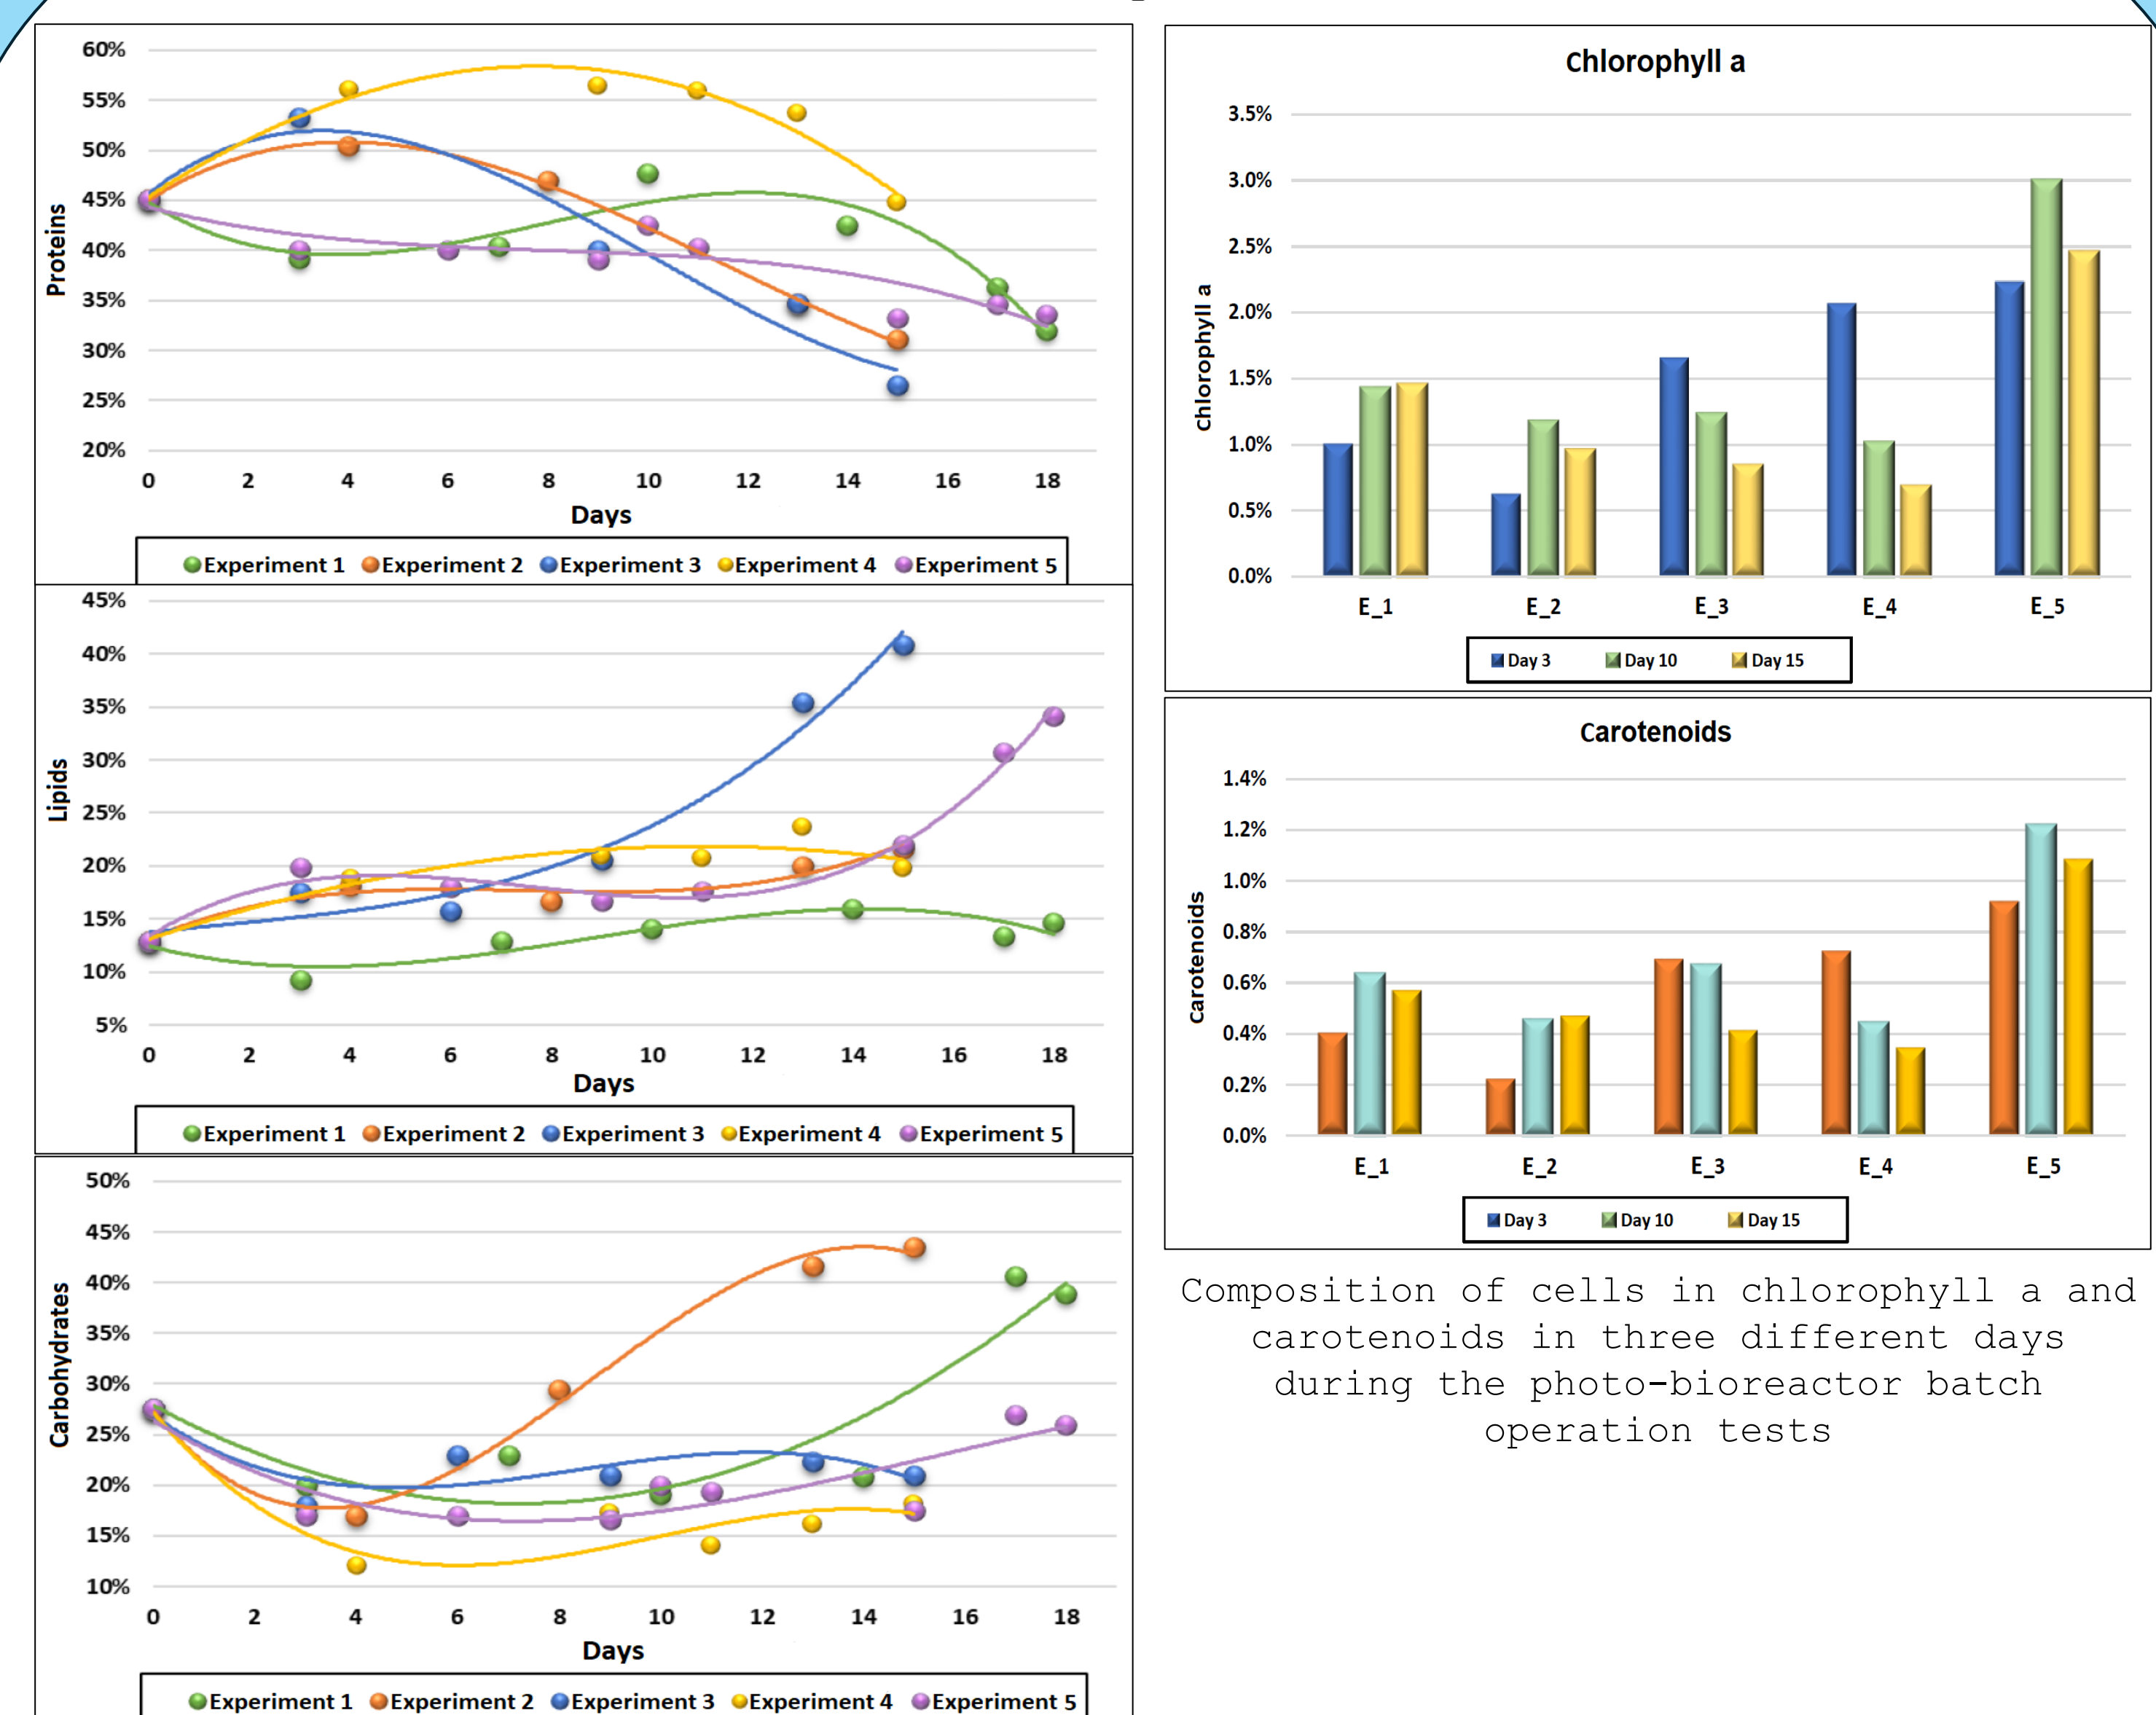 60%
55%
50%
45%
40%
35%
30%
25%
20%
Proteins
0 2 4 6 8 10 12 14 16 18
Days
Experiment 1 Experiment 2 Experiment 3 Experiment 4 Experiment 5
45%
40%
35%
30%
25%
20%
15%
10%
5%
Lipids
0 2 4 6 8 10 12 14 16 18
Days
Experiment 1 Experiment 2 Experiment 3 Experiment 4 Experiment 5
50%
45%
40%
35%
30%
25%
20%
15%
10%
Carbohydrates
0 2 4 6 8 10 12 14 16 18
Days
Experiment 1 Experiment 2 Experiment 3 Experiment 4 Experiment 5
Chlorophyll a
3.5%
3.0%
2.5%
2.0%
1.5%
1.0%
0.5%
0.0%
Chlorophyll a
E_1 E_2 E_3 E_4 E_5
Day 3 Day 10 Day 15
Carotenoids
1.4%
1.2%
1.0%
0.8%
0.6%
0.4%
0.2%
0.0%
Carotenoids
E_1 E_2 E_3 E_4 E_5
Day 3 Day 10 Day 15
Composition of cells in chlorophyll a and
carotenoids in three different days
during the photo-bioreactor batch
operation tests